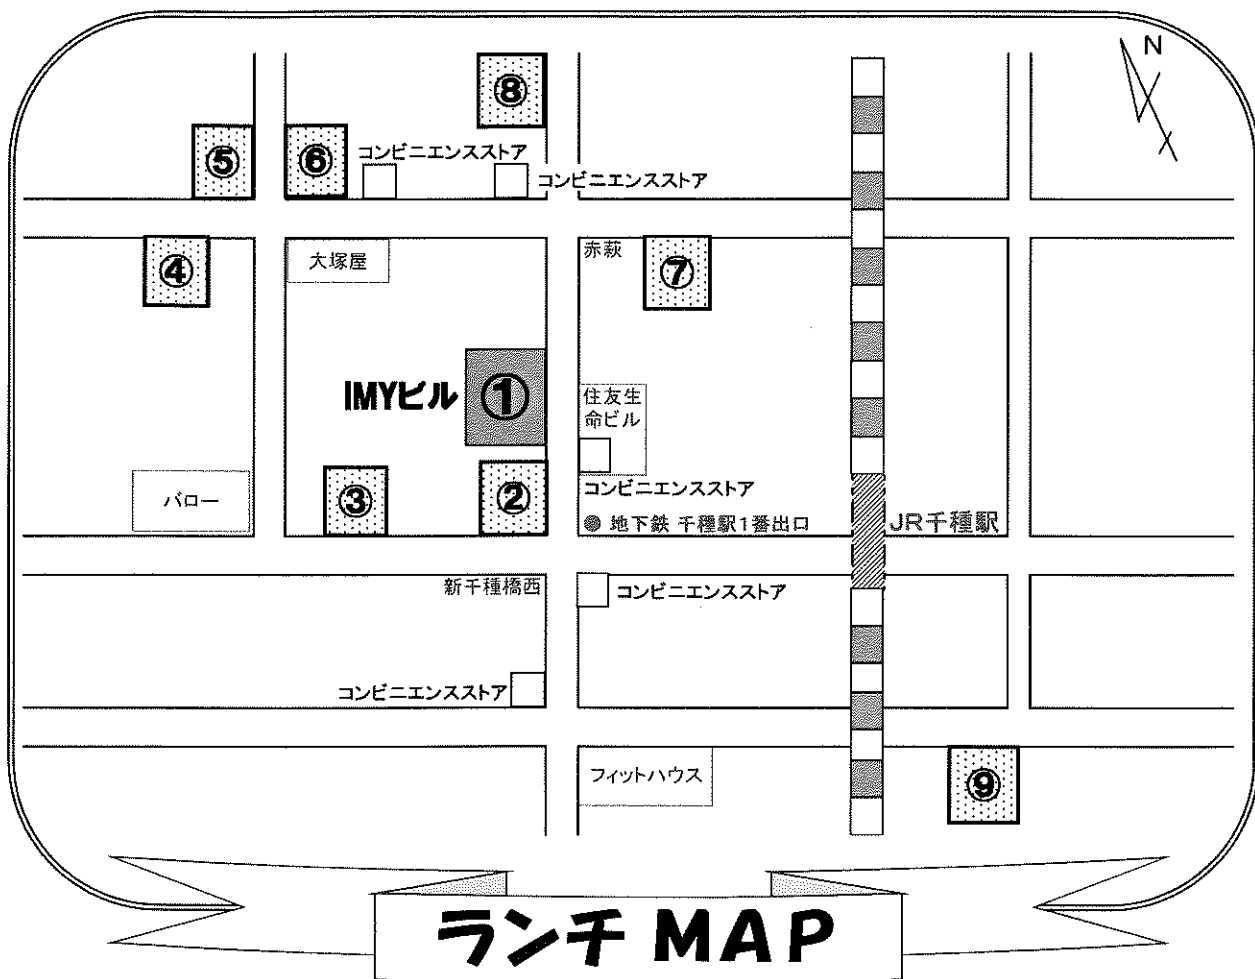 N
⑧
⑤
⑥
コンビニエンスストア
コンビニエンスストア
④
大塚屋
赤萩
⑦
IMYビル
①
住友生
命ビル
バロー
③
②
コンビニエンスストア
地下鉄 千種駅1番出口
JR千種駅
新千種橋西
コンビニエンスストア
コンビニエンスストア
フィットハウス
⑨
ランチ MAP